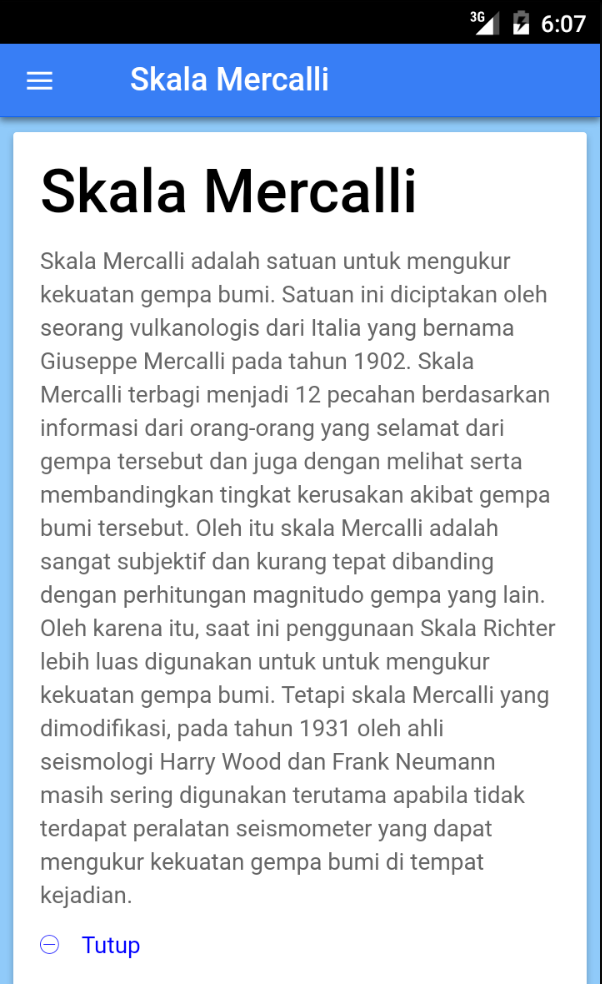 3G 6:07
Skala Mercalli
Skala Mercalli
Skala Mercalli adalah satuan untuk mengukur
kekuatan gempa bumi. Satuan ini diciptakan oleh
seorang vulkanologis dari Italia yang bernama
Giuseppe Mercalli pada tahun 1902. Skala
Mercalli terbagi menjadi 12 pecahan berdasarkan
informasi dari orang-orang yang selamat dari
gempa tersebut dan juga dengan melihat serta
membandingkan tingkat kerusakan akibat gempa
bumi tersebut. Oleh itu skala Mercalli adalah
sangat subjektif dan kurang tepat dibanding
dengan perhitungan magnitudo gempa yang lain.
Oleh karena itu, saat ini penggunaan Skala Richter
lebih luas digunakan untuk untuk mengukur
kekuatan gempa bumi. Tetapi skala Mercalli yang
dimodifikasi, pada tahun 1931 oleh ahli
seismologi Harry Wood dan Frank Neumann
masih sering digunakan terutama apabila tidak
terdapat peralatan seismometer yang dapat
mengukur kekuatan gempa bumi di tempat
kejadian.
Tutup